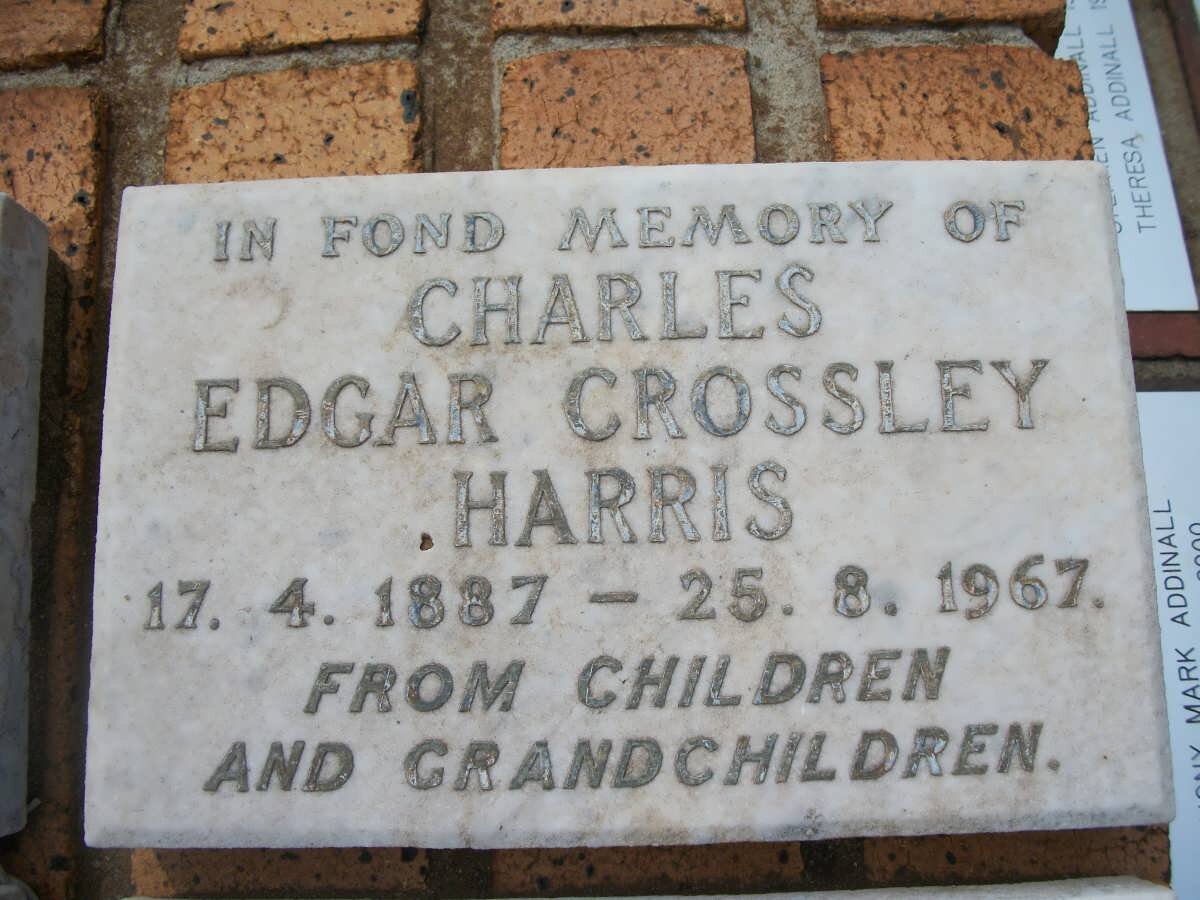 IN FOND MEMORY OF
CHARLES
EDGAR CROSSLEY
HARRIS
17. 4. 1887 – 25. 8. 1967.
FROM CHILDREN
AND GRANDCHILDREN.
ADDINALL
THERESA ADDINALL
MARK ADDINALL